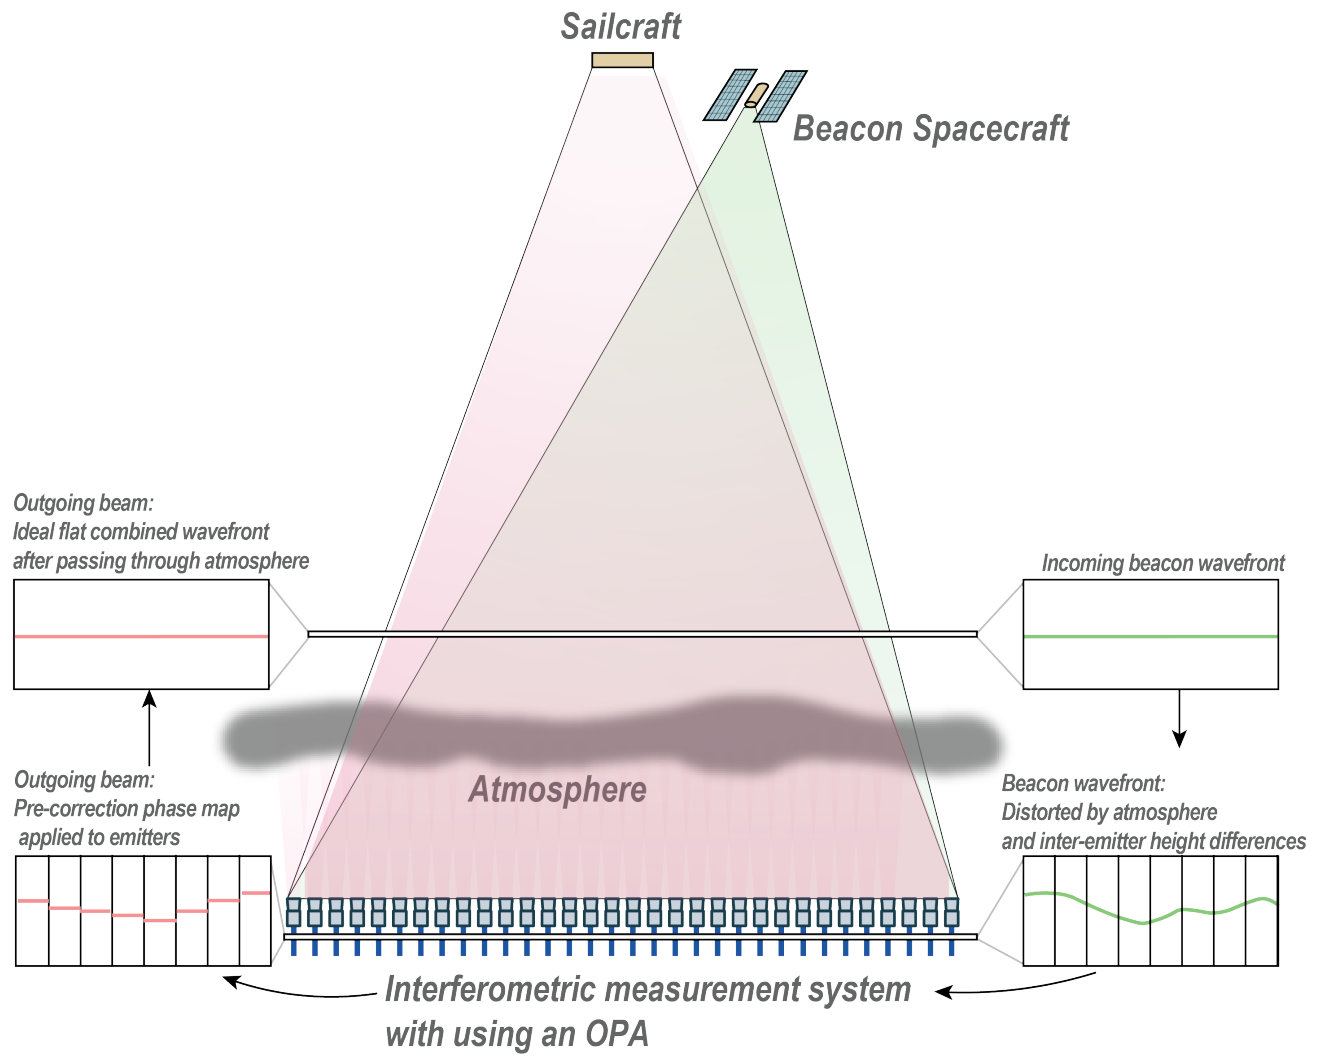 Sailcraft
Beacon Spacecraft
Outgoing beam:
Ideal flat combined wavefront
after passing through atmosphere
Incoming beacon wavefront
Atmosphere
Outgoing beam:
Pre-correction phase map
applied to emitters
Beacon wavefront:
Distorted by atmosphere
and inter-emitter height differences
Interferometric measurement system
with using an OPA